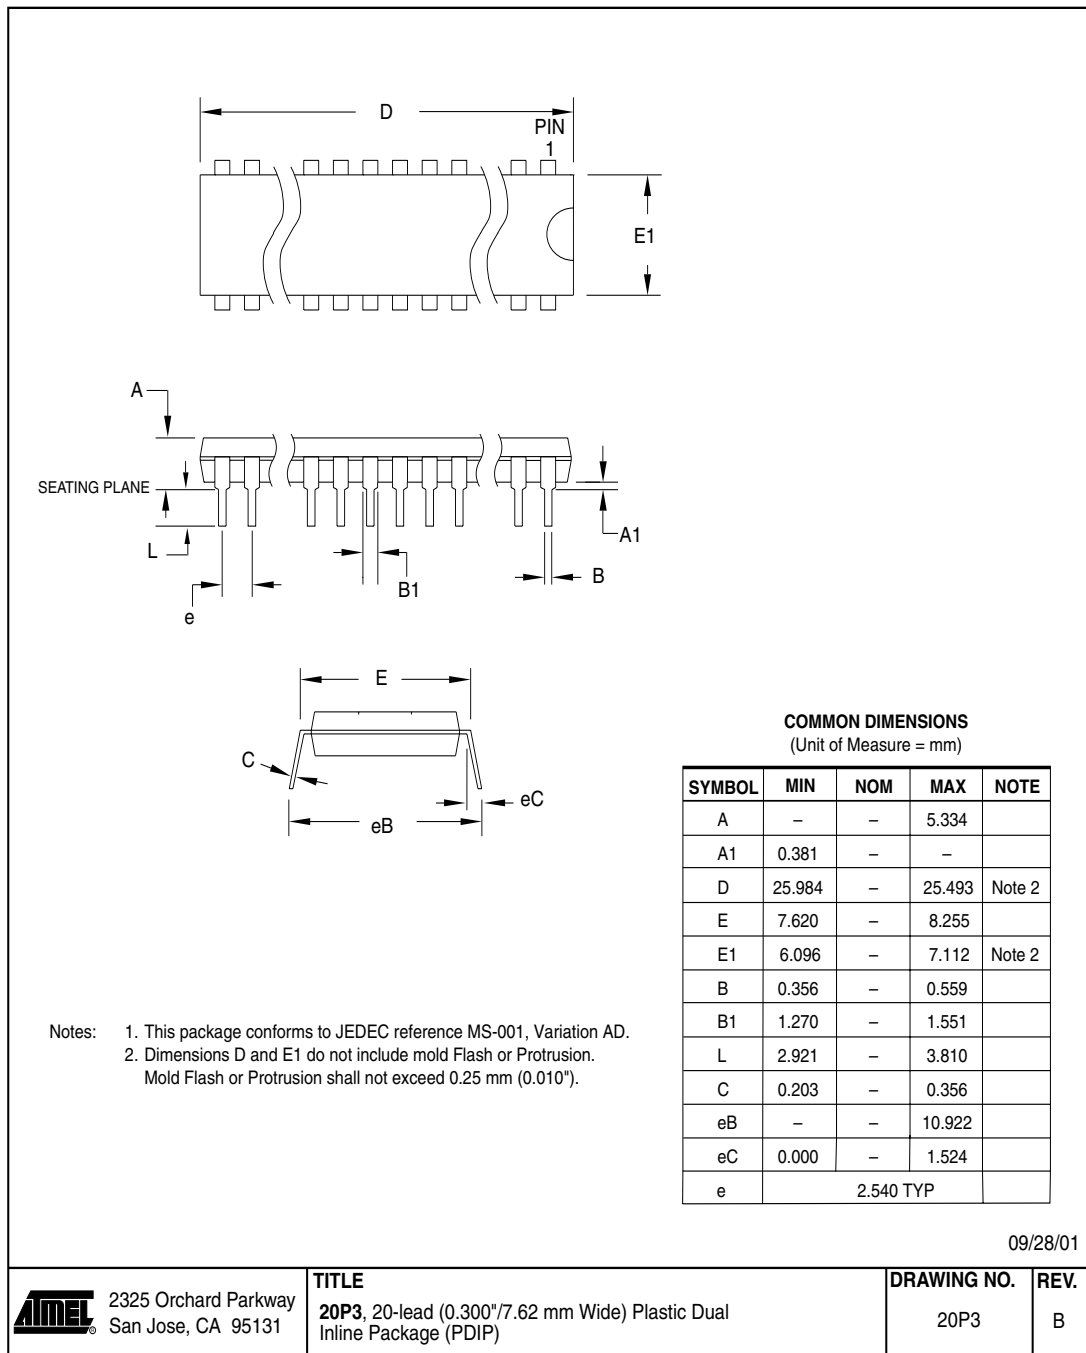 D
PIN
1
E1
A
SEATING PLANE
L
A1
B1
B
e
E
C
eC
eB
COMMON DIMENSIONS
(Unit of Measure = mm)
SYMBOL MIN NOM MAX NOTE
A – – 5.334
A1 0.381 – –
D 25.984 – 25.493 Note 2
E 7.620 – 8.255
E1 6.096 – 7.112 Note 2
B 0.356 – 0.559
B1 1.270 – 1.551
L 2.921 – 3.810
C 0.203 – 0.356
eB – – 10.922
eC 0.000 – 1.524
e 2.540 TYP
Notes: 1. This package conforms to JEDEC reference MS-001, Variation AD.
2. Dimensions D and E1 do not include mold Flash or Protrusion.
Mold Flash or Protrusion shall not exceed 0.25 mm (0.010").
09/28/01
ATMEL ®
2325 Orchard Parkway
San Jose, CA 95131
TITLE
20P3, 20-lead (0.300"/7.62 mm Wide) Plastic Dual
Inline Package (PDIP)
DRAWING NO.
20P3
REV.
B